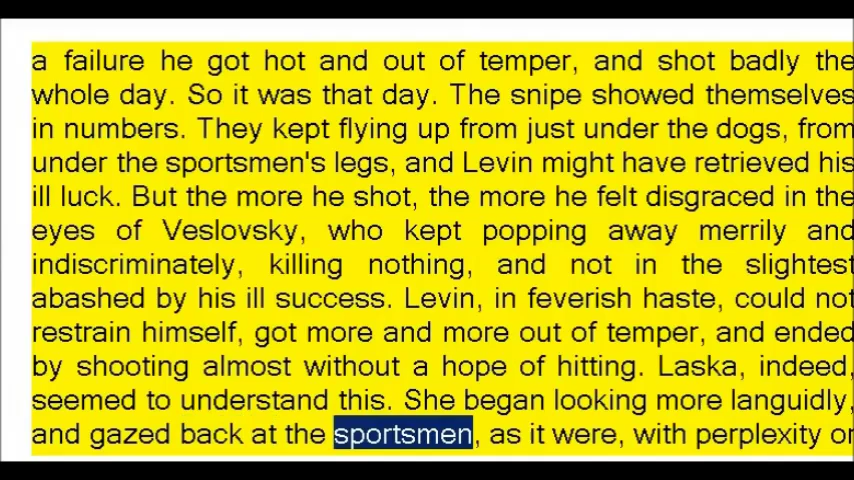 a failure he got hot and out of temper, and shot badly the
whole day. So it was that day. The snipe showed themselves
in numbers. They kept flying up from just under the dogs, from
under the sportsmen's legs, and Levin might have retrieved his
ill luck. But the more he shot, the more he felt disgraced in the
eyes of Veslovsky, who kept popping away merrily and
indiscriminately, killing nothing, and not in the slightest
abashed by his ill success. Levin, in feverish haste, could not
restrain himself, got more and more out of temper, and ended
by shooting almost without a hope of hitting. Laska, indeed,
seemed to understand this. She began looking more languidly,
and gazed back at the sportsmen, as it were, with perplexity or